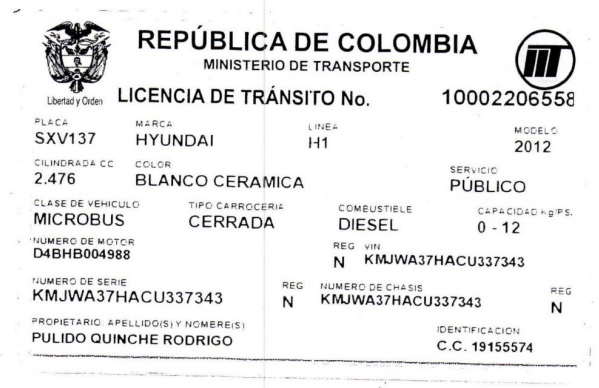 REPÚBLICA DE COLOMBIA
MINISTERIO DE TRANSPORTE
Libertad y Orden
LICENCIA DE TRÁNSITO No. 10002206558
PLACA MARCA LINEA MODELO
SXV137 HYUNDAI H1 2012
CILINDRADA CC COLOR SERVICIO
2.476 BLANCO CERAMICA PÚBLICO
CLASE DE VEHICULO TIPO CARROCERIA COMBUSTIBLE CAPACIDAD Kg/PS.
MICROBUS CERRADA DIESEL 0 - 12
NUMERO DE MOTOR REG VIN
D4BHB004988 N KMJWA37HACU337343
NUMERO DE SERIE REG NUMERO DE CHASIS REG
KMJWA37HACU337343 N KMJWA37HACU337343 N
PROPIETARIO. APELLIDO(S) Y NOMBRE(S) IDENTIFICACION
PULIDO QUINCHE RODRIGO C.C. 19155574